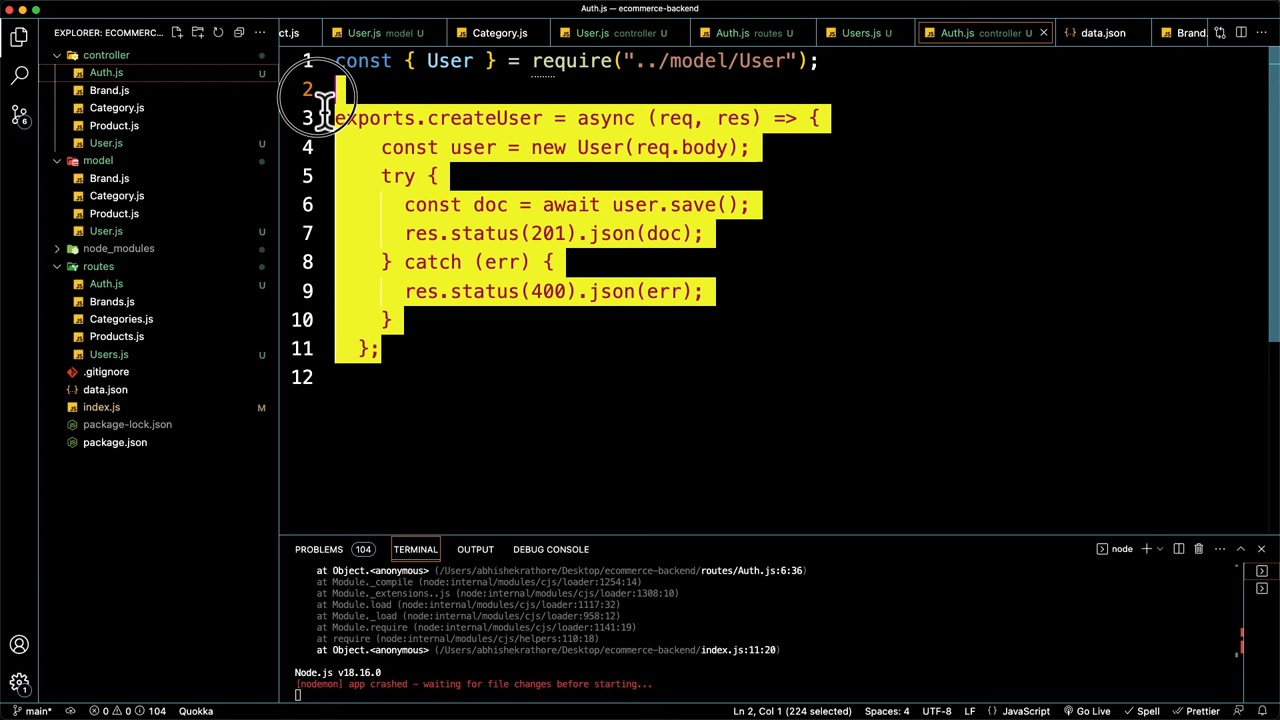 Auth.js — ecommerce-backend
EXPLORER: ECOMMERC...
ct.js
User.js model U
Category.js
User.js controller U
Auth.js routes U
Users.js U
Auth.js controller U
data.json
Brand.
controller
Auth.js U
Brand.js
Category.js
Product.js
User.js U
model
Brand.js
Category.js
Product.js
User.js U
node_modules
routes
Auth.js U
Brands.js
Categories.js
Products.js
Users.js U
.gitignore
data.json
index.js M
package-lock.json
package.json
1 const { User } = require("../model/User");
2
3 exports.createUser = async (req, res) => {
4 const user = new User(req.body);
5 try {
6 const doc = await user.save();
7 res.status(201).json(doc);
8 } catch (err) {
9 res.status(400).json(err);
10 }
11 };
12
PROBLEMS 104 TERMINAL OUTPUT DEBUG CONSOLE
node
at Object.<anonymous> (/Users/abhishekrathore/Desktop/ecommerce-backend/routes/Auth.js:6:36)
at Module._compile (node:internal/modules/cjs/loader:1254:14)
at Module._extensions..js (node:internal/modules/cjs/loader:1308:10)
at Module.load (node:internal/modules/cjs/loader:1117:32)
at Module._load (node:internal/modules/cjs/loader:958:12)
at Module.require (node:internal/modules/cjs/loader:1141:19)
at require (node:internal/modules/cjs/helpers:110:18)
at Object.<anonymous> (/Users/abhishekrathore/Desktop/ecommerce-backend/index.js:11:20)
Node.js v18.16.0
[nodemon] app crashed - waiting for file changes before starting...
6
1
main* 0 0 104 Quokka
Ln 2, Col 1 (224 selected) Spaces: 4 UTF-8 LF {} JavaScript Go Live Spell Prettier